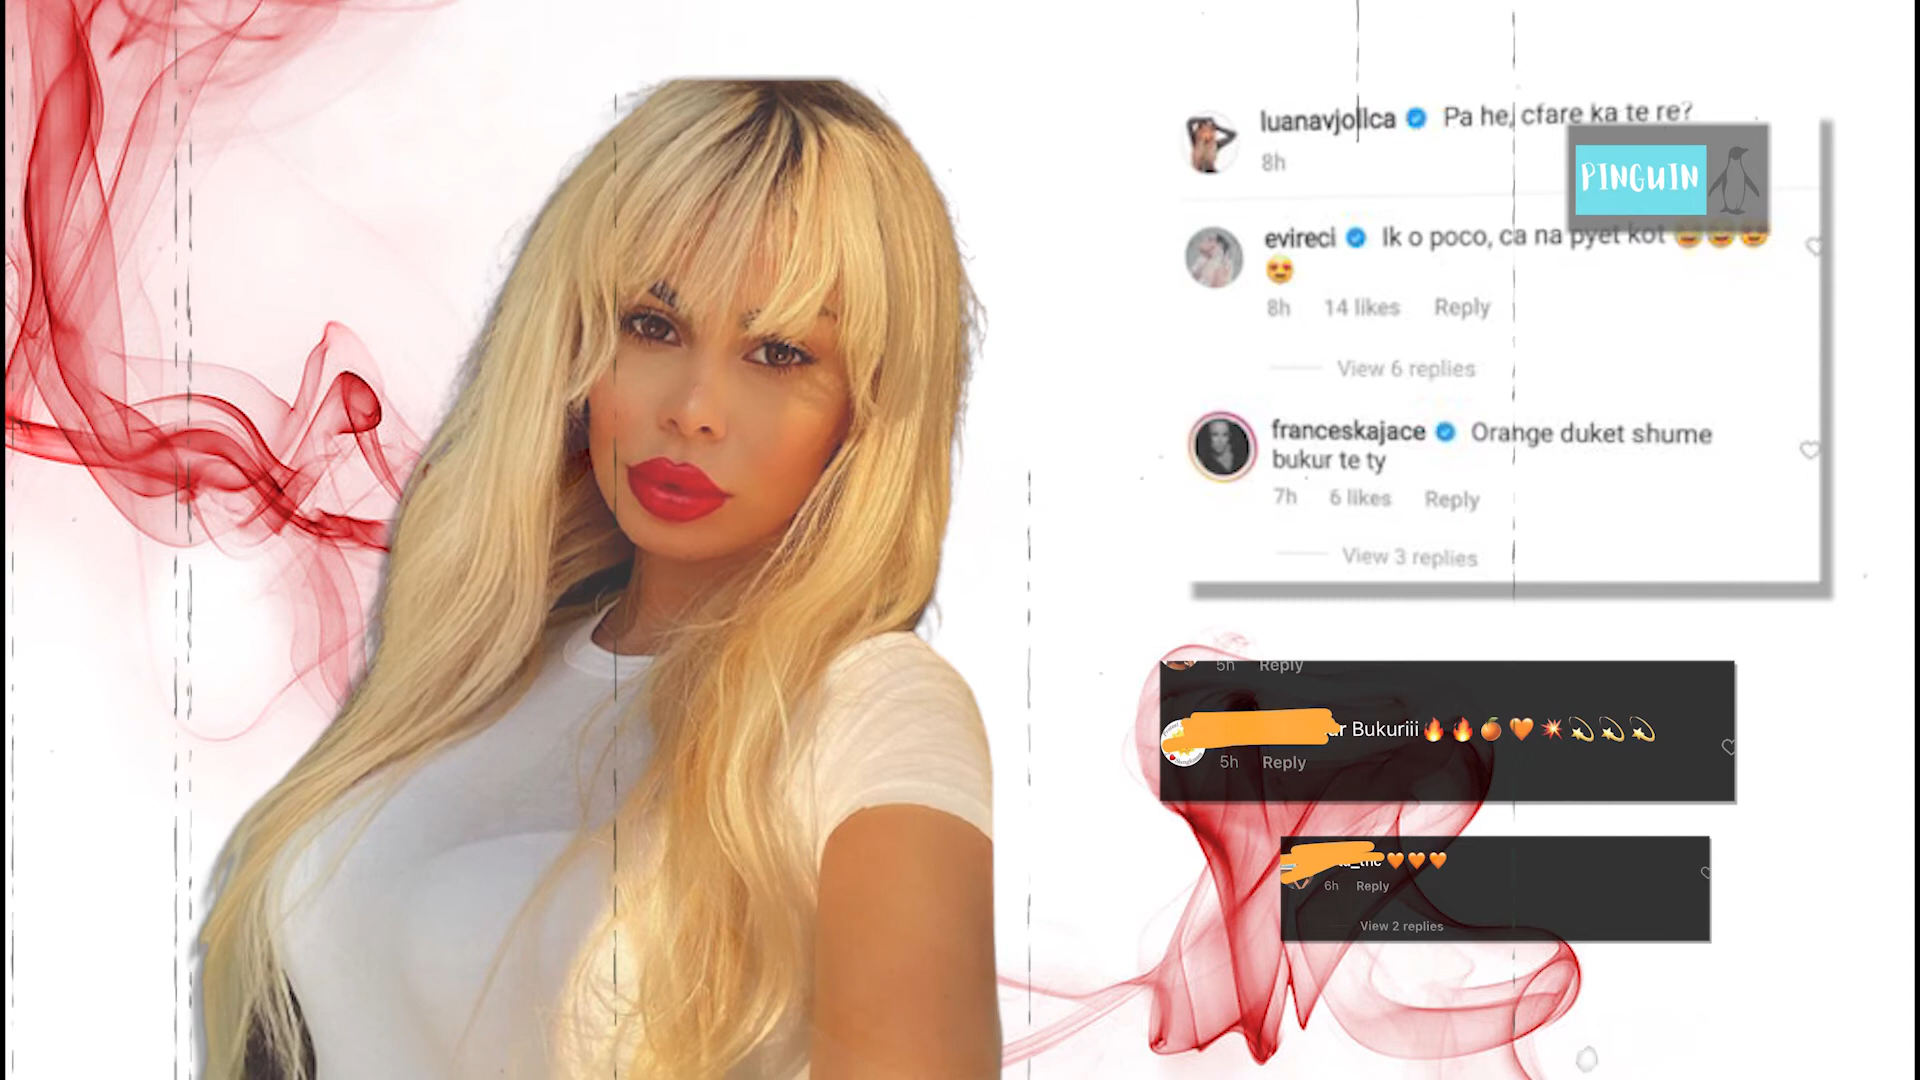 luanavjollca Pa he, cfare ka te re?
8h
PINGUIN
evireci Ik o poco, ca na pyet kot 😍😍😍
😍
8h 14 likes Reply
View 6 replies
franceskajace Orange duket shume
bukur te ty
7h 6 likes Reply
View 3 replies
5h Reply
Bukuriii 🔥🔥🍊🧡💥💫💫💫
5h Reply
🧡🧡🧡
6h Reply
View 2 replies